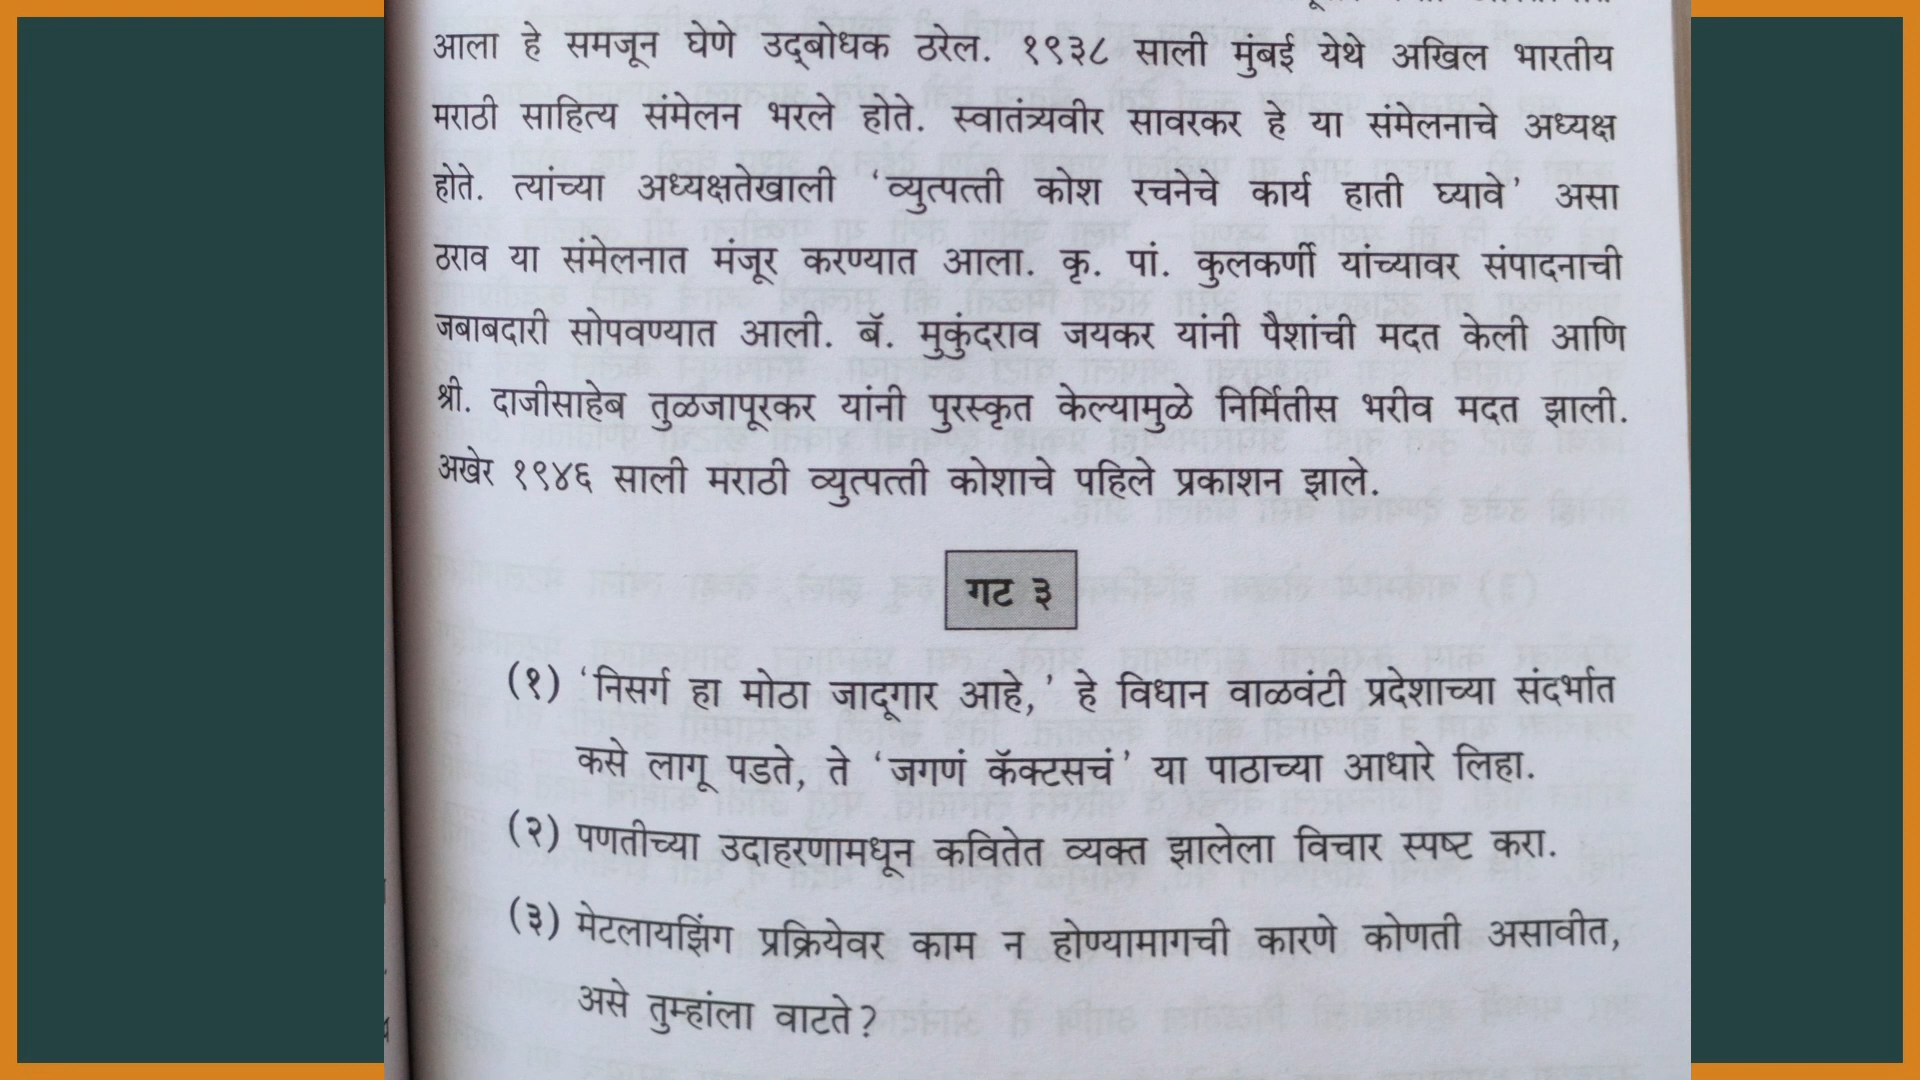 आला हे समजून घेणे उद्‌बोधक ठरेल. १९३८ साली मुंबई येथे अखिल भारतीय
मराठी साहित्य संमेलन भरले होते. स्वातंत्र्यवीर सावरकर हे या संमेलनाचे अध्यक्ष
होते. त्यांच्या अध्यक्षतेखाली ‘व्युत्पत्ती कोश रचनेचे कार्य हाती घ्यावे’ असा
ठराव या संमेलनात मंजूर करण्यात आला. कृ. पां. कुलकर्णी यांच्यावर संपादनाची
जबाबदारी सोपवण्यात आली. बॅ. मुकुंदराव जयकर यांनी पैशांची मदत केली आणि
श्री. दाजीसाहेब तुळजापूरकर यांनी पुरस्कृत केल्यामुळे निर्मितीस भरीव मदत झाली.
अखेर १९४६ साली मराठी व्युत्पत्ती कोशाचे पहिले प्रकाशन झाले.
गट ३
(१) ‘निसर्ग हा मोठा जादूगार आहे,’ हे विधान वाळवंटी प्रदेशाच्या संदर्भात
कसे लागू पडते, ते ‘जगणं कॅक्टसचं’ या पाठाच्या आधारे लिहा.
(२) पणतीच्या उदाहरणामधून कवितेत व्यक्त झालेला विचार स्पष्ट करा.
(३) मेटलायझिंग प्रक्रियेवर काम न होण्यामागची कारणे कोणती असावीत,
असे तुम्हांला वाटते?